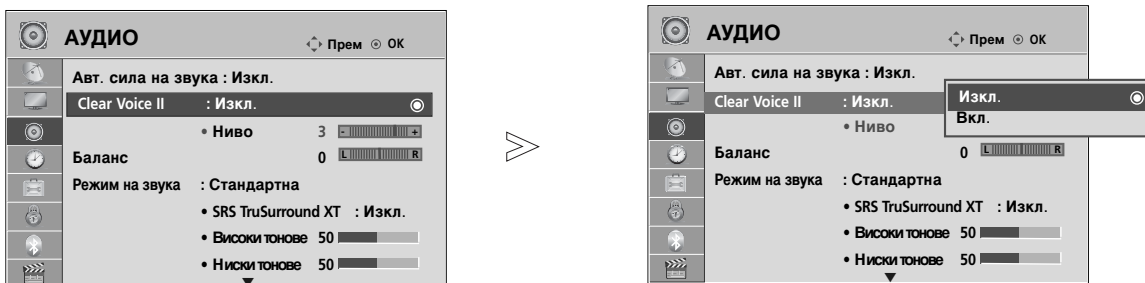 АУДИО
Прем OK
Авт. сила на звука : Изкл.
Clear Voice II : Изкл.
• Ниво 3 - +
Баланс 0 L R
Режим на звука : Стандартна
• SRS TruSurround XT : Изкл.
• Високи тонове 50
• Ниски тонове 50
АУДИО
Прем OK
Авт. сила на звука : Изкл.
Clear Voice II : Изкл.
Изкл.
Вкл.
• Ниво
Баланс 0 L R
Режим на звука : Стандартна
• SRS TruSurround XT : Изкл.
• Високи тонове 50
• Ниски тонове 50